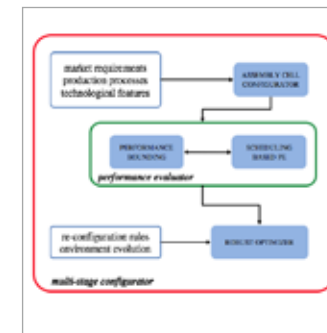 market requirements
production processes
technological features
ASSEMBLY CELL
CONFIGURATOR
PERFORMANCE
BOUNDING
SCHEDULING
BASED PE
performance evaluator
re-configuration rules
environment evolution
ROBUST OPTIMIZER
multi-stage configurator